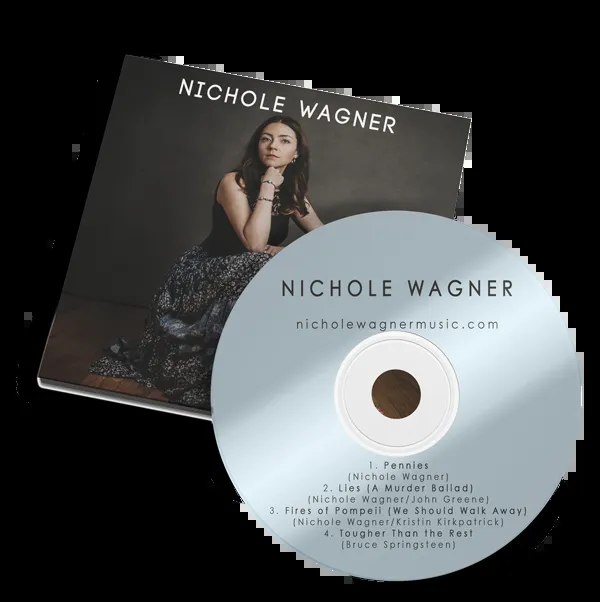 NICHOLE WAGNER
NICHOLE WAGNER
nicholewagnermusic.com
1. Pennies
(Nichole Wagner)
2. Lies (A Murder Ballad)
(Nichole Wagner/John Greene)
3. Fires of Pompeii (We Should Walk Away)
(Nichole Wagner/Kristin Kirkpatrick)
4. Tougher Than the Rest
(Bruce Springsteen)